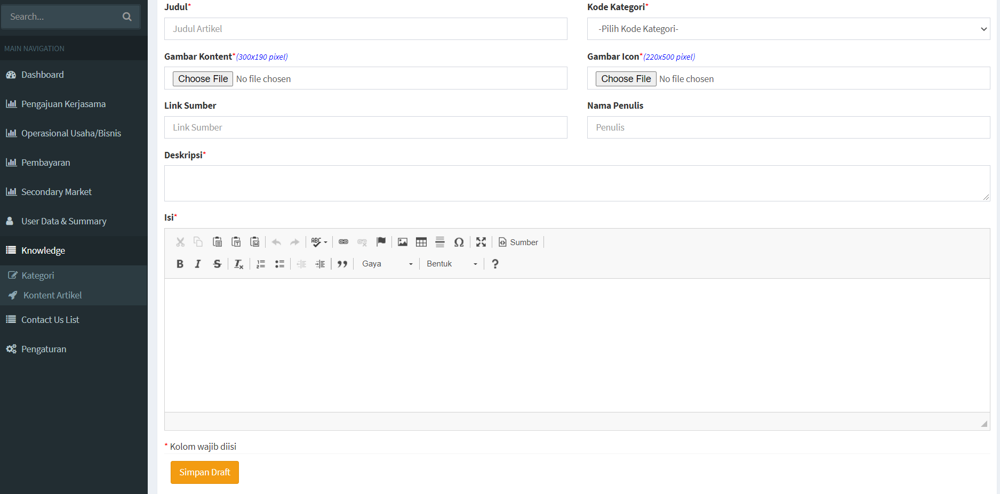 Search...
MAIN NAVIGATION
Dashboard
Pengajuan Kerjasama
Operasional Usaha/Bisnis
Pembayaran
Secondary Market
User Data & Summary
Knowledge
Kategori
Kontent Artikel
Contact Us List
Pengaturan
Judul*
Judul Artikel
Kode Kategori*
-Pilih Kode Kategori-
Gambar Kontent*(300x190 pixel)
Choose File No file chosen
Gambar Icon*(220x500 pixel)
Choose File No file chosen
Link Sumber
Link Sumber
Nama Penulis
Penulis
Deskripsi*
Isi*
ABC
Ω Sumber
B I S Tx Gaya Bentuk ?
* Kolom wajib diisi
Simpan Draft